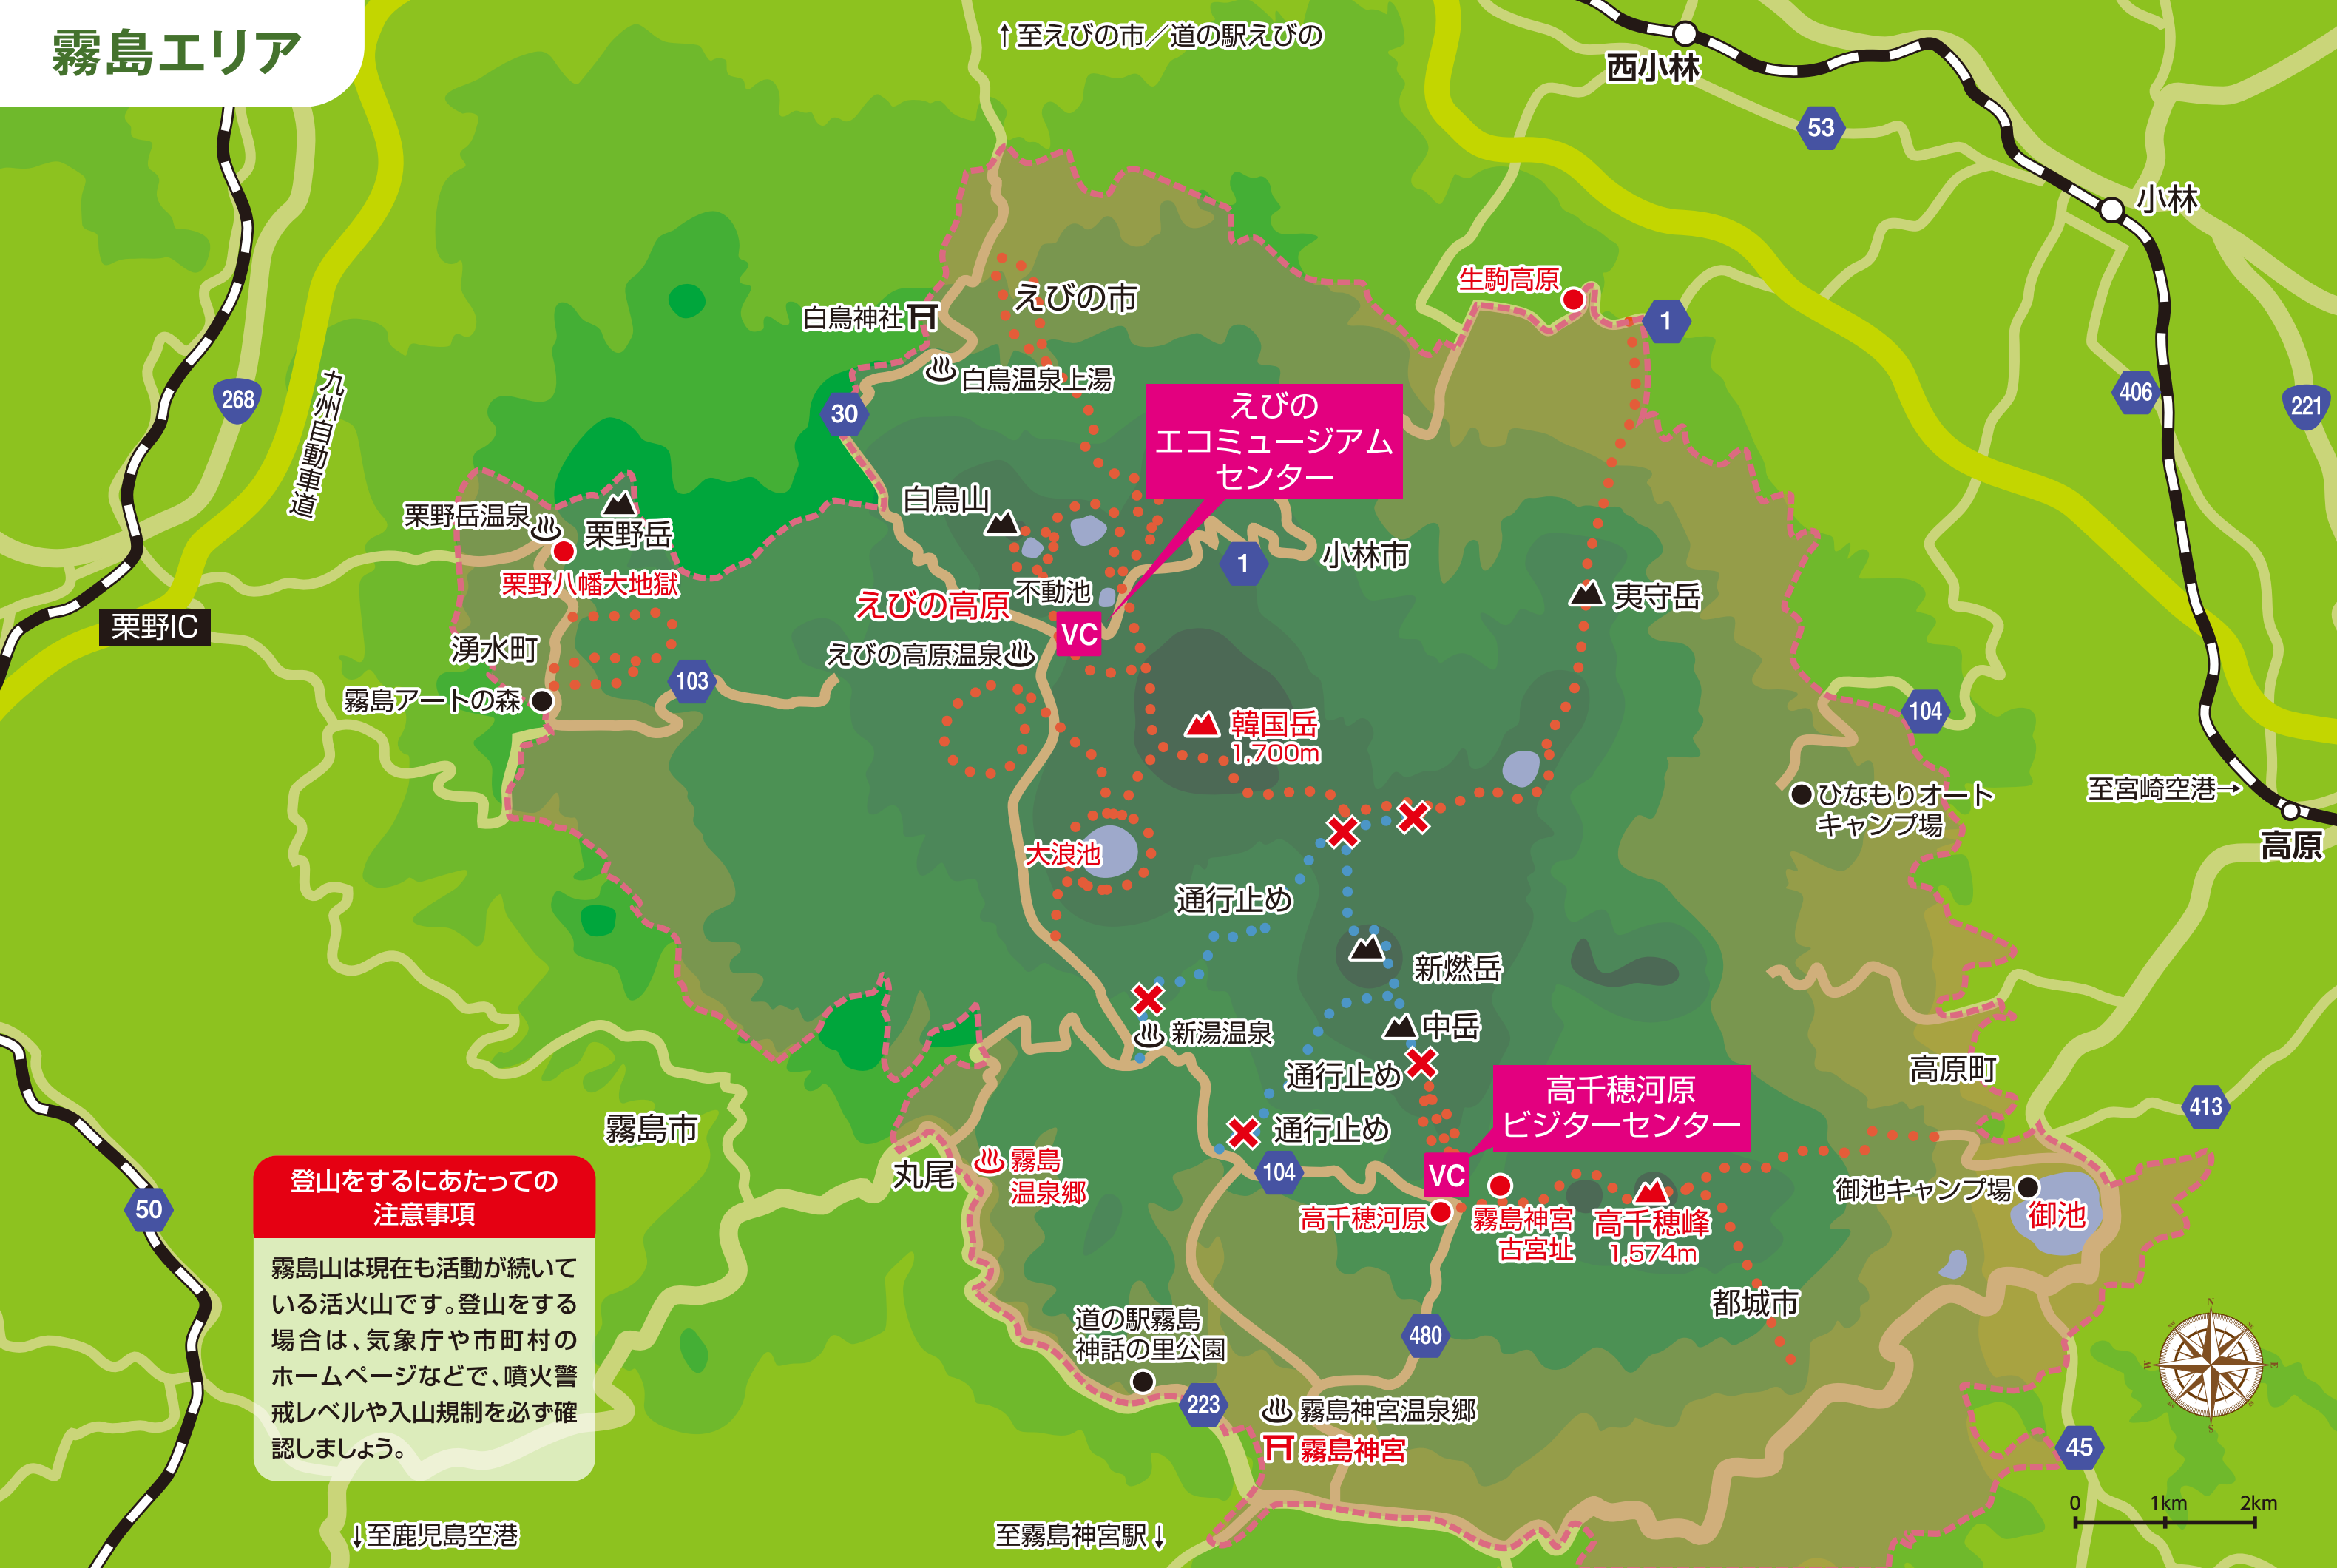 霧島エリア
↑至えびの市／道の駅えびの
西小林
53
小林
生駒高原
1
えびの市
白鳥神社
白鳥温泉上湯
30
268
九州自動車道
406
221
えびの
エコミュージアム
センター
白鳥山
栗野岳温泉
栗野岳
栗野八幡大地獄
小林市
1
不動池
えびの高原
VC
夷守岳
栗野IC
湧水町
えびの高原温泉
103
霧島アートの森
韓国岳
1,700m
104
ひなもりオート
キャンプ場
至宮崎空港→
高原
大浪池
通行止め
新燃岳
新湯温泉
中岳
通行止め
高原町
高千穂河原
ビジターセンター
413
霧島市
通行止め
丸尾
霧島
温泉郷
104
VC
御池キャンプ場
御池
高千穂河原
霧島神宮
古宮址
高千穂峰
1,574m
50
登山をするにあたっての
注意事項
霧島山は現在も活動が続いて
いる活火山です。登山をする
場合は、気象庁や市町村の
ホームページなどで、噴火警
戒レベルや入山規制を必ず確
認しましょう。
都城市
道の駅霧島
神話の里公園
480
223
霧島神宮温泉郷
霧島神宮
45
N
E
S
W
0 1km 2km
↓至鹿児島空港
至霧島神宮駅↓